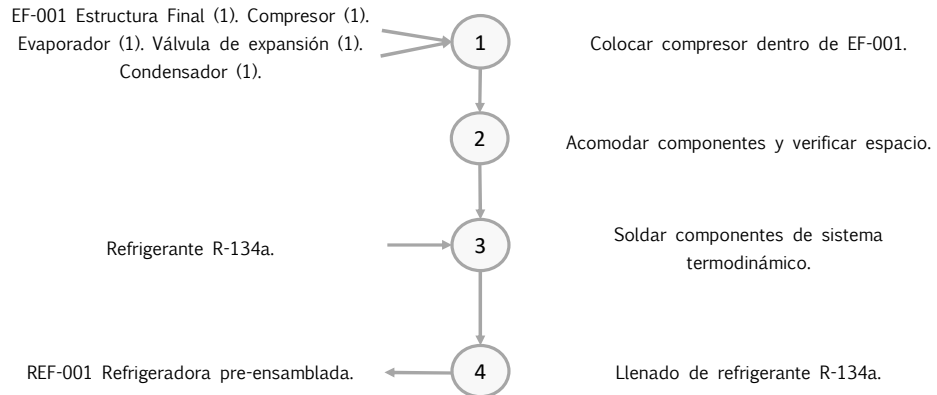 EF-001 Estructura Final (1). Compresor (1).
Evaporador (1). Válvula de expansión (1).
Condensador (1).
1
Colocar compresor dentro de EF-001.
2
Acomodar componentes y verificar espacio.
Refrigerante R-134a.
3
Soldar componentes de sistema
termodinámico.
REF-001 Refrigeradora pre-ensamblada.
4
Llenado de refrigerante R-134a.